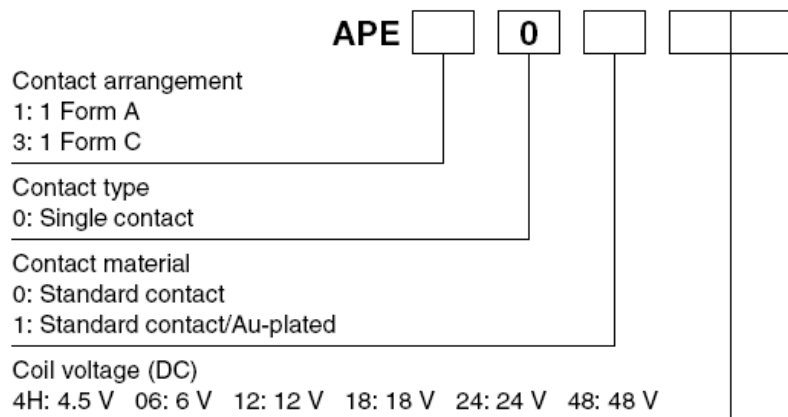 APE 0
Contact arrangement
1: 1 Form A
3: 1 Form C
Contact type
0: Single contact
Contact material
0: Standard contact
1: Standard contact/Au-plated
Coil voltage (DC)
4H: 4.5 V 06: 6 V 12: 12 V 18: 18 V 24: 24 V 48: 48 V